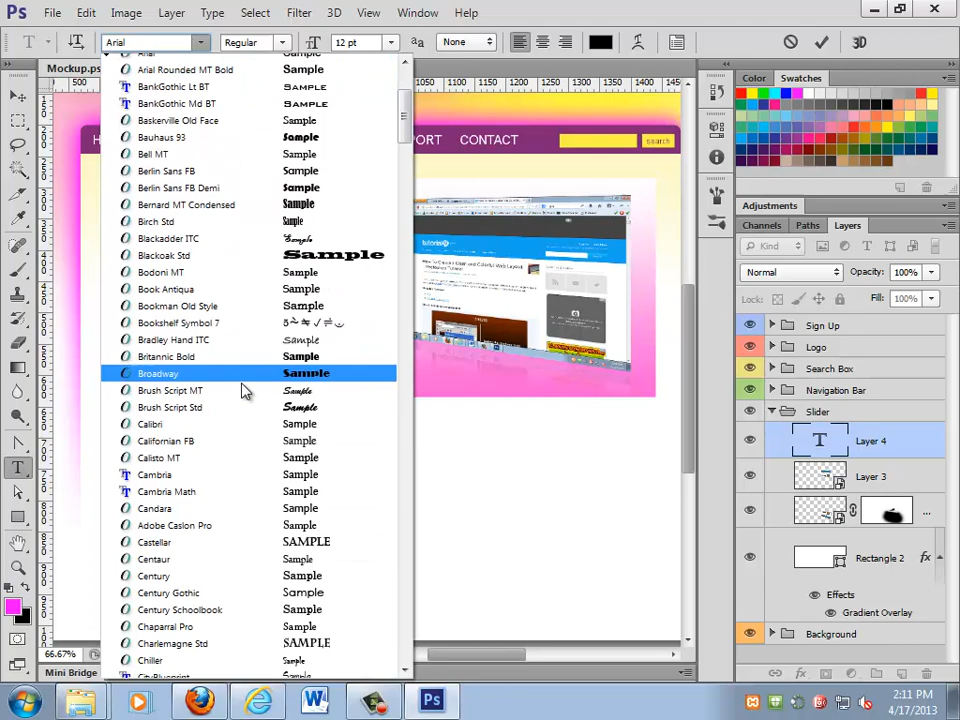 Ps File Edit Image Layer Type Select Filter 3D View Window Help
T Arial Regular 12 pt aa None 3D
Mockup.ps
500 1050 1100 1150 1200 1250 1300
Color Swatches
Adjustments
Channels Paths Layers
Kind
Normal Opacity: 100%
Lock: Fill: 100%
Sign Up
Logo
Search Box
Navigation Bar
Slider
T Layer 4
Layer 3
...
Rectangle 2 fx
Effects
Gradient Overlay
Background
H PORT CONTACT search
Arial Sample
Arial Rounded MT Bold Sample
BankGothic Lt BT SAMPLE
BankGothic Md BT SAMPLE
Baskerville Old Face Sample
Bauhaus 93 Sample
Bell MT Sample
Berlin Sans FB Sample
Berlin Sans FB Demi Sample
Bernard MT Condensed Sample
Birch Std Sample
Blackadder ITC Sample
Blackoak Std Sample
Bodoni MT Sample
Book Antiqua Sample
Bookman Old Style Sample
Bookshelf Symbol 7
Bradley Hand ITC Sample
Britannic Bold Sample
Broadway Sample
Brush Script MT Sample
Brush Script Std Sample
Calibri Sample
Californian FB Sample
Calisto MT Sample
Cambria Sample
Cambria Math Sample
Candara Sample
Adobe Caslon Pro Sample
Castellar SAMPLE
Centaur Sample
Century Sample
Century Gothic Sample
Century Schoolbook Sample
Chaparral Pro Sample
Charlemagne Std SAMPLE
Chiller Sample
CityBlueprint
66.67%
Mini Bridge
2:11 PM
4/17/2013